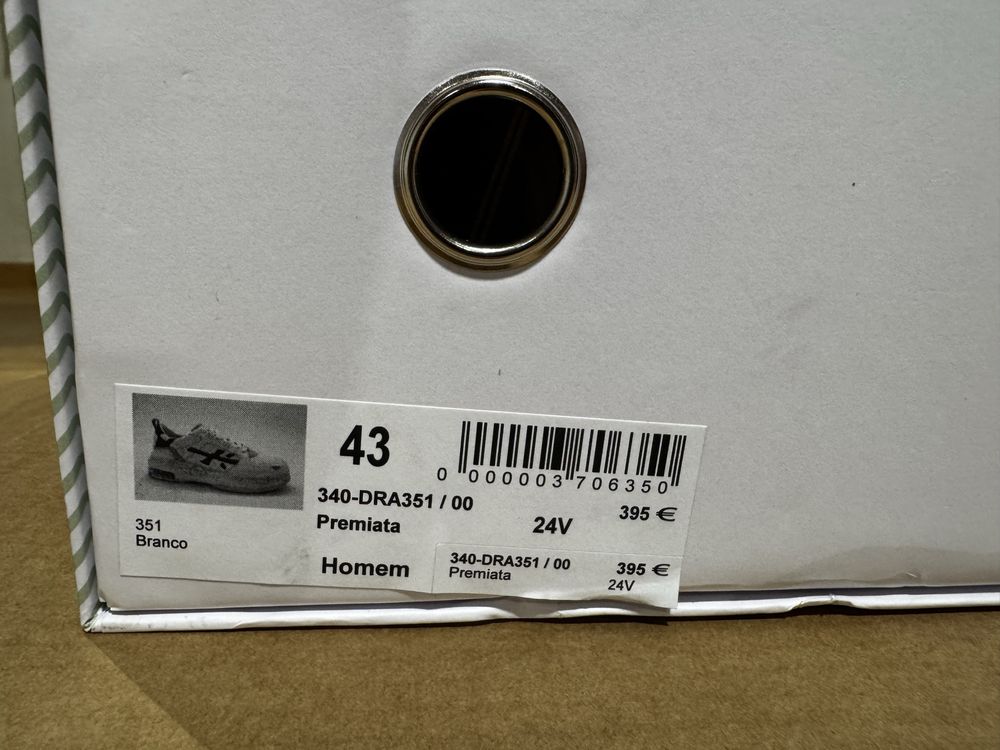 43
0 000003 706350
340-DRA351 / 00
395 €
Premiata
24V
351
Branco
Homem
340-DRA351 / 00
395 €
Premiata
24V